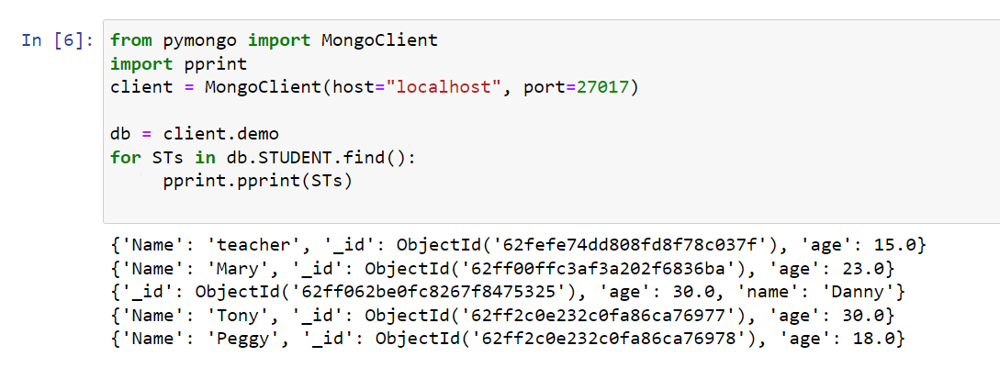 In [6]:
from pymongo import MongoClient
import pprint
client = MongoClient(host="localhost", port=27017)
db = client.demo
for STs in db.STUDENT.find():
     pprint.pprint(STs)
{'Name': 'teacher', '_id': ObjectId('62fefe74dd808fd8f78c037f'), 'age': 15.0}
{'Name': 'Mary', '_id': ObjectId('62ff00ffc3af3a202f6836ba'), 'age': 23.0}
{'_id': ObjectId('62ff062be0fc8267f8475325'), 'age': 30.0, 'name': 'Danny'}
{'Name': 'Tony', '_id': ObjectId('62ff2c0e232c0fa86ca76977'), 'age': 30.0}
{'Name': 'Peggy', '_id': ObjectId('62ff2c0e232c0fa86ca76978'), 'age': 18.0}